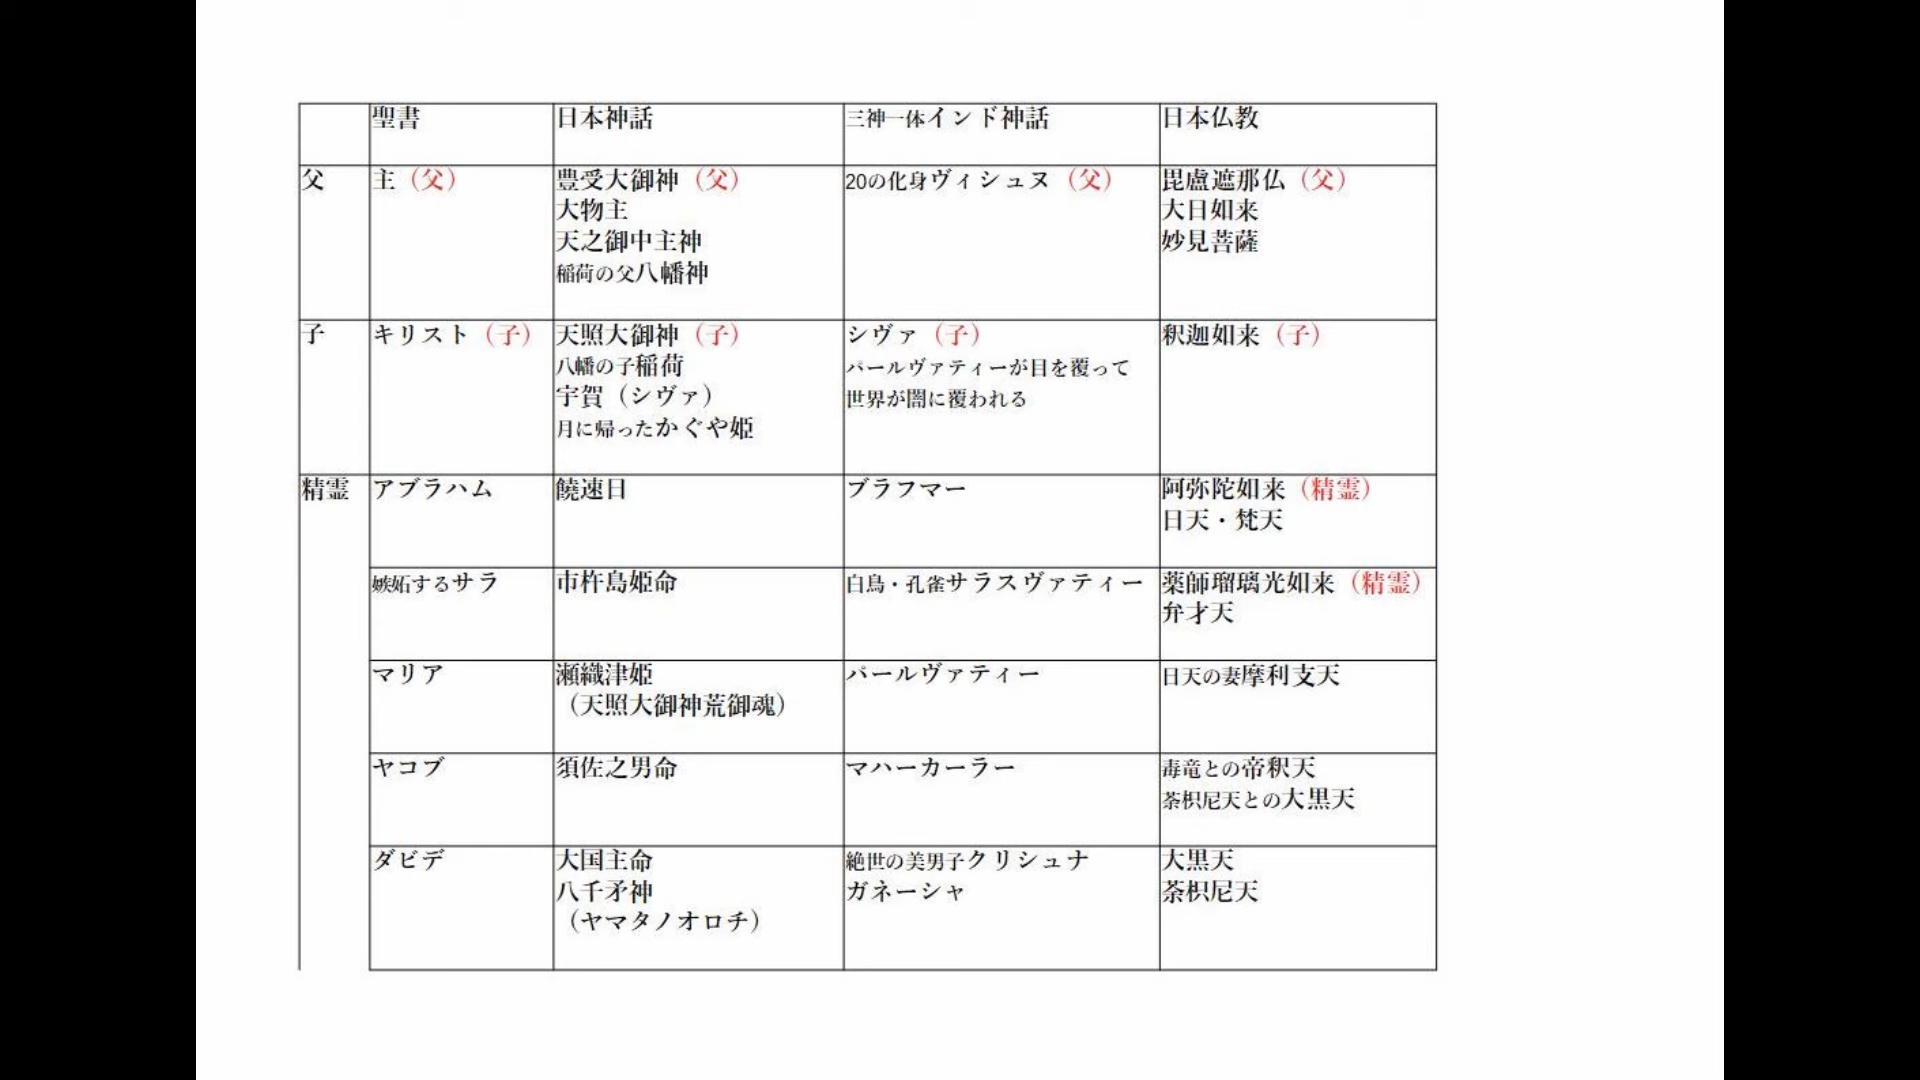 聖書 日本神話 三神一体インド神話 日本仏教
父 主（父） 豊受大御神（父） 20の化身ヴィシュヌ（父） 毘盧遮那仏（父）
大物主 大日如来
天之御中主神 妙見菩薩
稲荷の父八幡神
子 キリスト（子） 天照大御神（子） シヴァ（子） 釈迦如来（子）
八幡の子稲荷 パールヴァティーが目を覆って
宇賀（シヴァ） 世界が闇に覆われる
月に帰ったかぐや姫
精霊 アブラハム 饒速日 ブラフマー 阿弥陀如来（精霊）
日天・梵天
嫉妬するサラ 市杵島姫命 白鳥・孔雀サラスヴァティー 薬師瑠璃光如来（精霊）
弁才天
マリア 瀬織津姫 パールヴァティー 日天の妻摩利支天
（天照大御神荒御魂）
ヤコブ 須佐之男命 マハーカーラー 毒竜との帝釈天
荼枳尼天との大黒天
ダビデ 大国主命 絶世の美男子クリシュナ 大黒天
八千矛神 ガネーシャ 荼枳尼天
（ヤマタノオロチ）